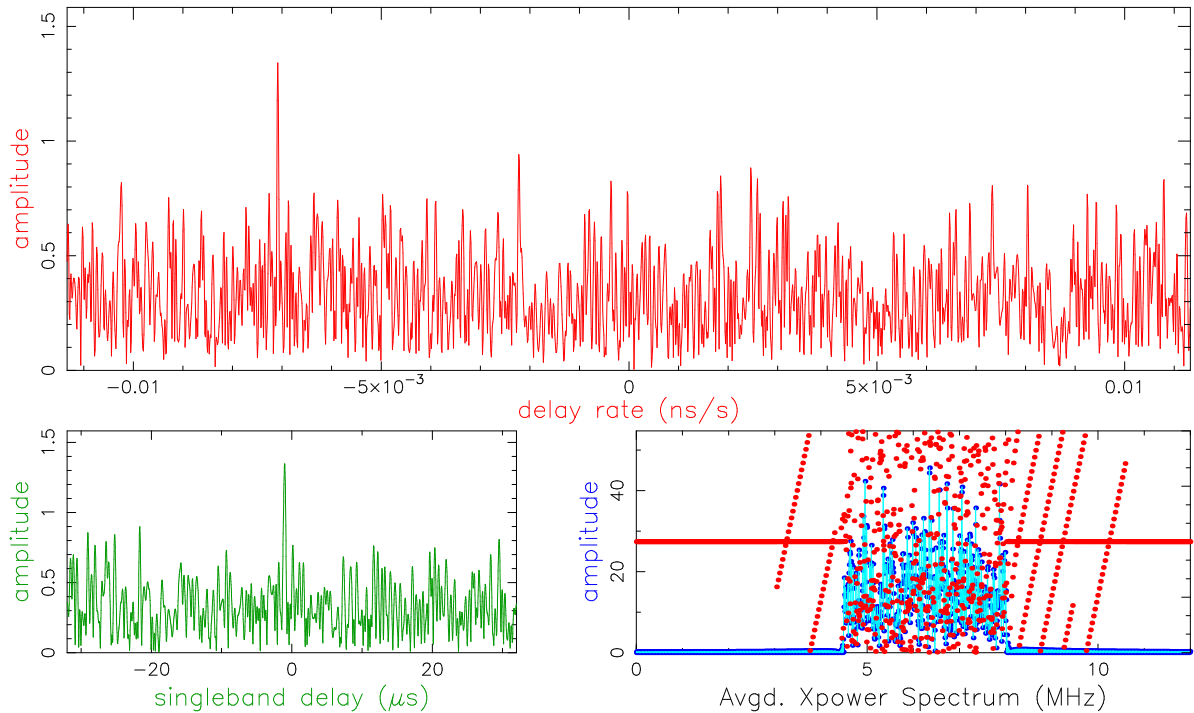 1.5
1
0.5
0
amplitude
−0.01 −5×10⁻³ 0 5×10⁻³ 0.01
delay rate (ns/s)
1.5
1
0.5
0
amplitude
−20 0 20
singleband delay (μs)
40
20
0
amplitude
0 5 10
Avgd. Xpower Spectrum (MHz)